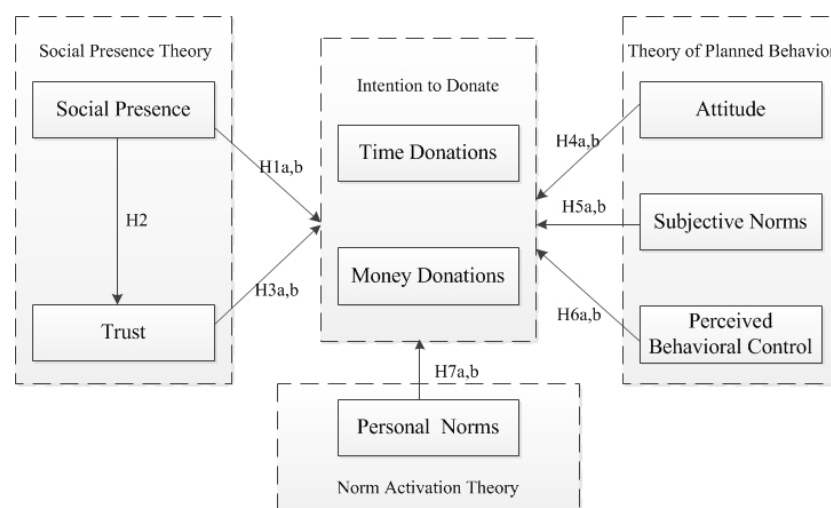 Social Presence Theory
Social Presence
H2
Trust
H1a,b
H3a,b
Intention to Donate
Time Donations
Money Donations
H7a,b
Personal Norms
Norm Activation Theory
Theory of Planned Behavior
Attitude
H4a,b
Subjective Norms
H5a,b
Perceived
Behavioral Control
H6a,b